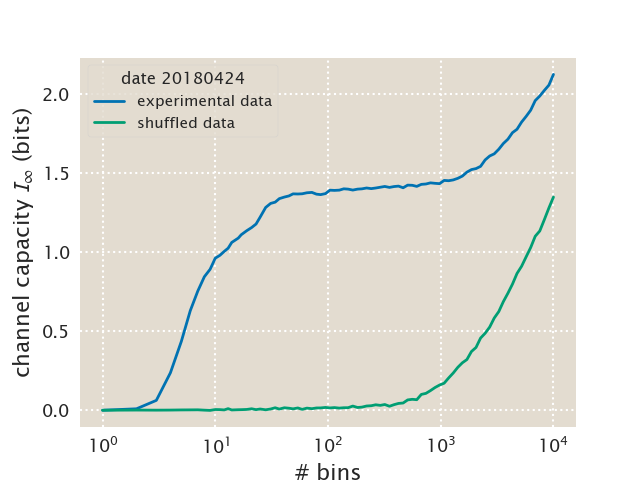 date 20180424
experimental data
shuffled data
channel capacity I∞ (bits)
2.0
1.5
1.0
0.5
0.0
10⁰ 10¹ 10² 10³ 10⁴
# bins